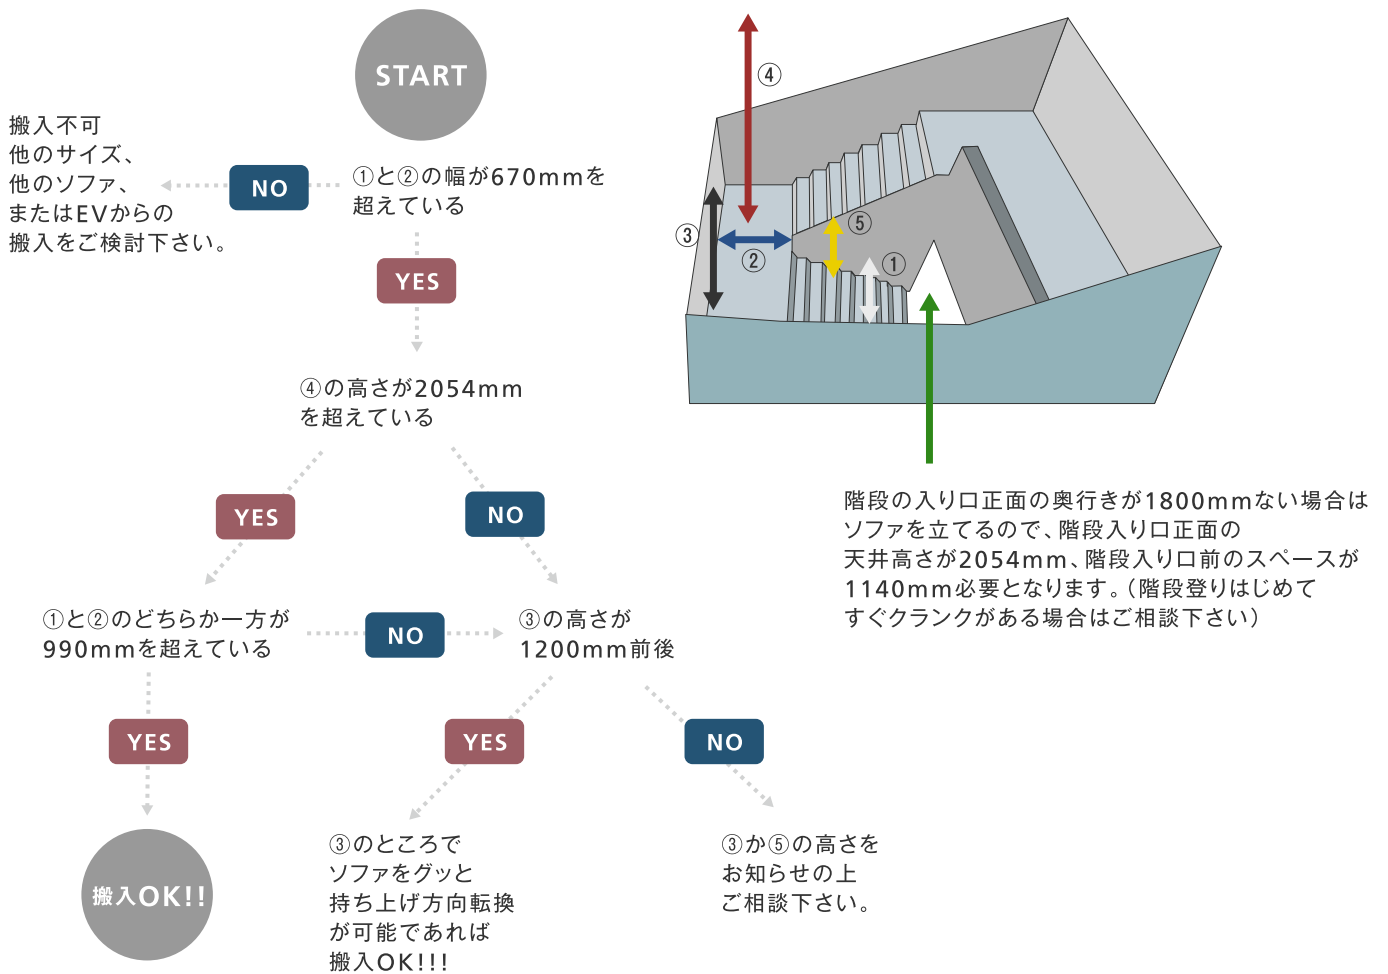 START
①と②の幅が670mmを
超えている
NO
搬入不可
他のサイズ、
他のソファ、
またはEVからの
搬入をご検討下さい。
YES
④の高さが2054mm
を超えている
YES
NO
①と②のどちらか一方が
990mmを超えている
NO
③の高さが
1200mm前後
YES
YES
NO
搬入OK!!
③のところで
ソファをグッと
持ち上げ方向転換
が可能であれば
搬入OK!!!
③か⑤の高さを
お知らせの上
ご相談下さい。
④
③
②
⑤
①
階段の入り口正面の奥行きが1800mmない場合は
ソファを立てるので、階段入り口正面の
天井高さが2054mm、階段入り口前のスペースが
1140mm必要となります。（階段登りはじめて
すぐクランクがある場合はご相談下さい）